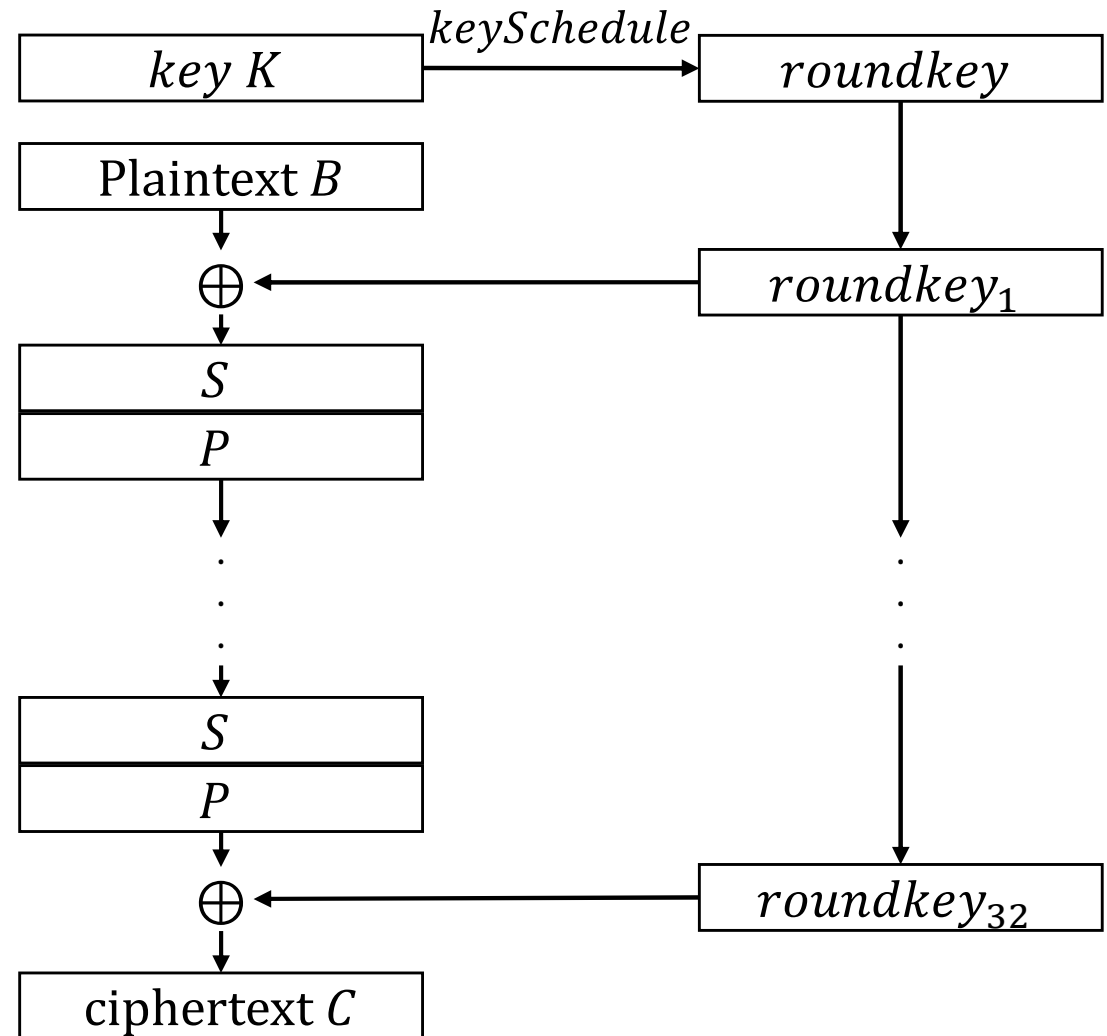 keySchedule
key K
roundkey
Plaintext B
⊕
roundkey₁
S
P
.
.
.
.
.
.
S
P
⊕
roundkey₃₂
ciphertext C